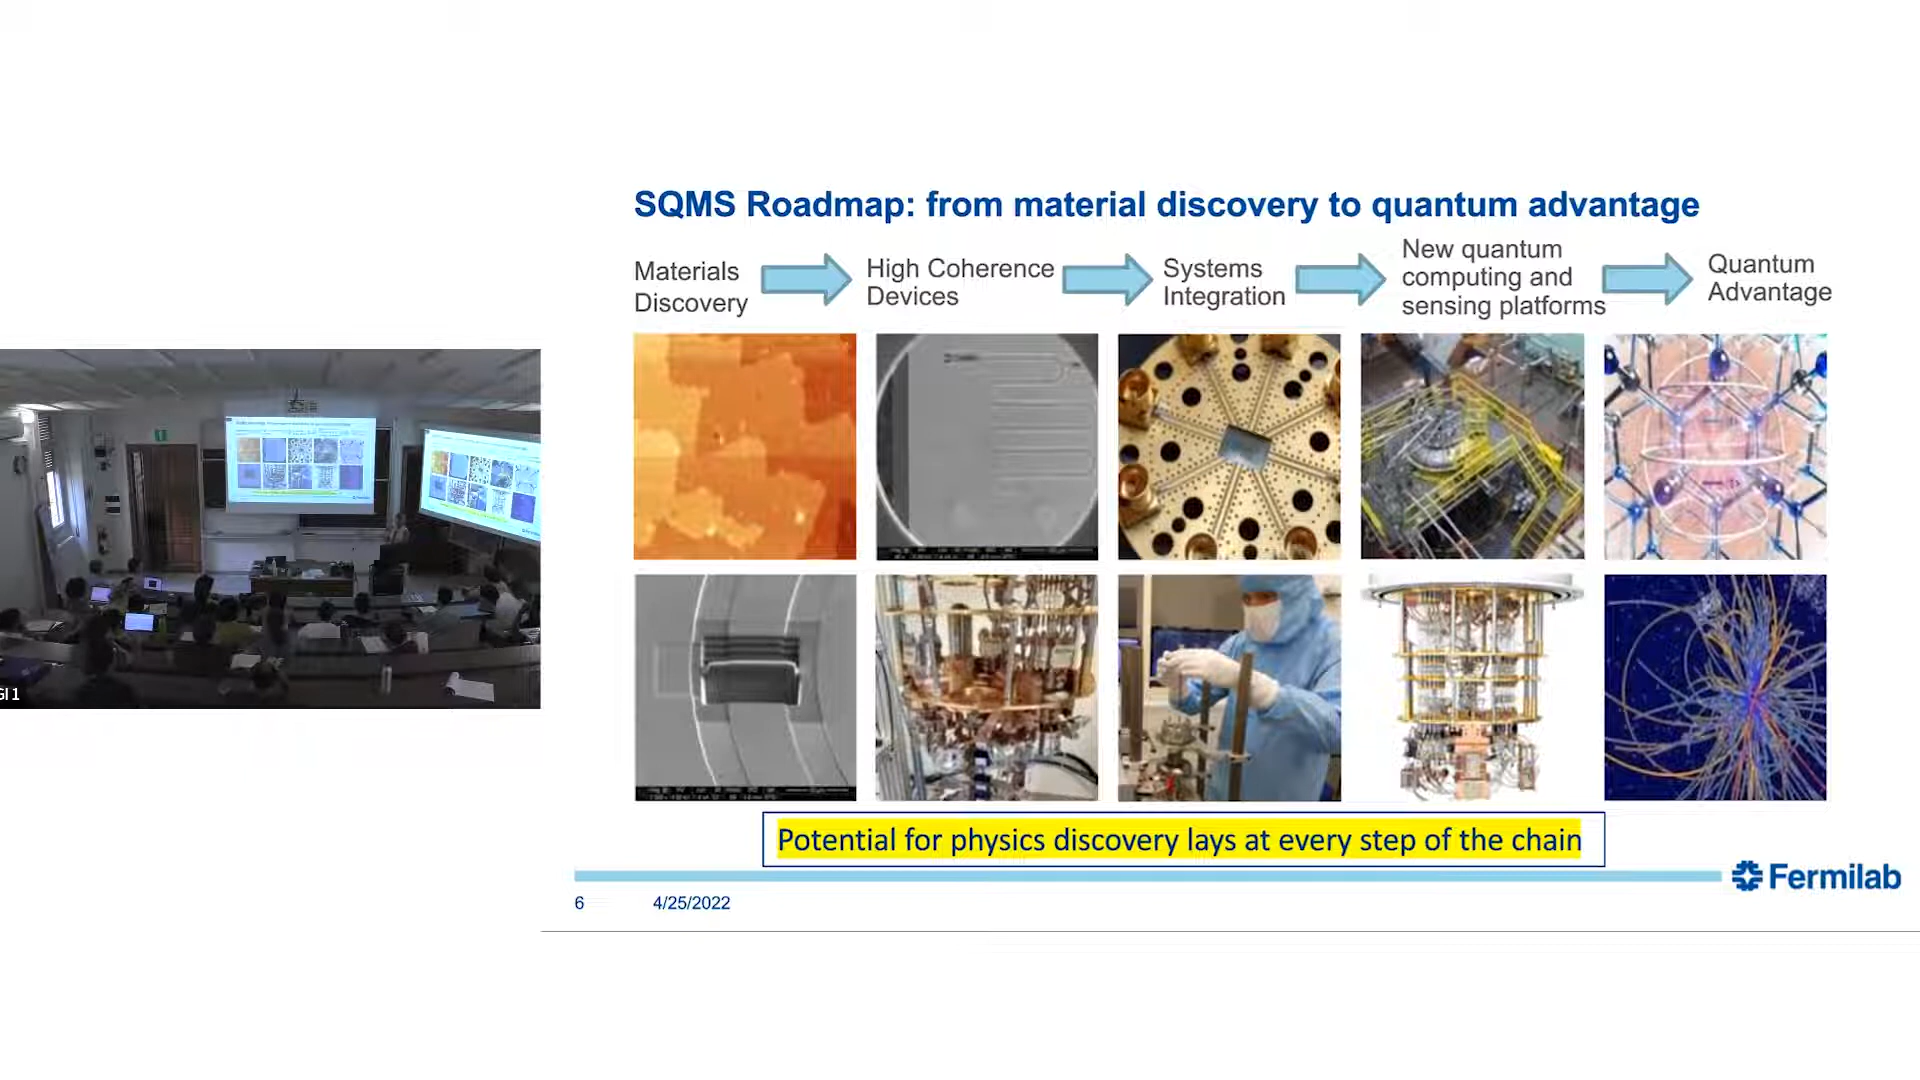 SQMS Roadmap: from material discovery to quantum advantage
Materials
Discovery
High Coherence
Devices
Systems
Integration
New quantum
computing and
sensing platforms
Quantum
Advantage
Potential for physics discovery lays at every step of the chain
Fermilab
6
4/25/2022
GI 1